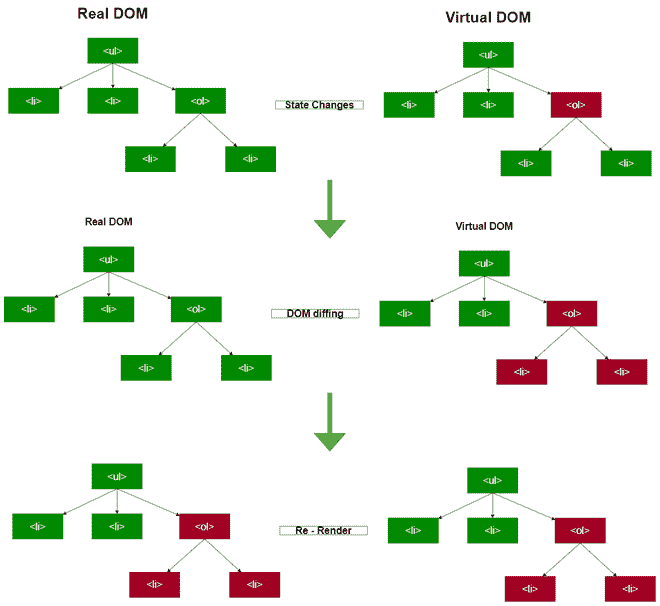 Real DOM
Virtual DOM
<ul>
<ul>
<li>
<li>
<ol>
State Changes
<li>
<li>
<ol>
<li>
<li>
<li>
<li>
Real DOM
Virtual DOM
<ul>
<ul>
<li>
<li>
<ol>
DOM diffing
<li>
<li>
<ol>
<li>
<li>
<li>
<li>
<ul>
<ul>
<li>
<li>
<ol>
Re - Render
<li>
<li>
<ol>
<li>
<li>
<li>
<li>